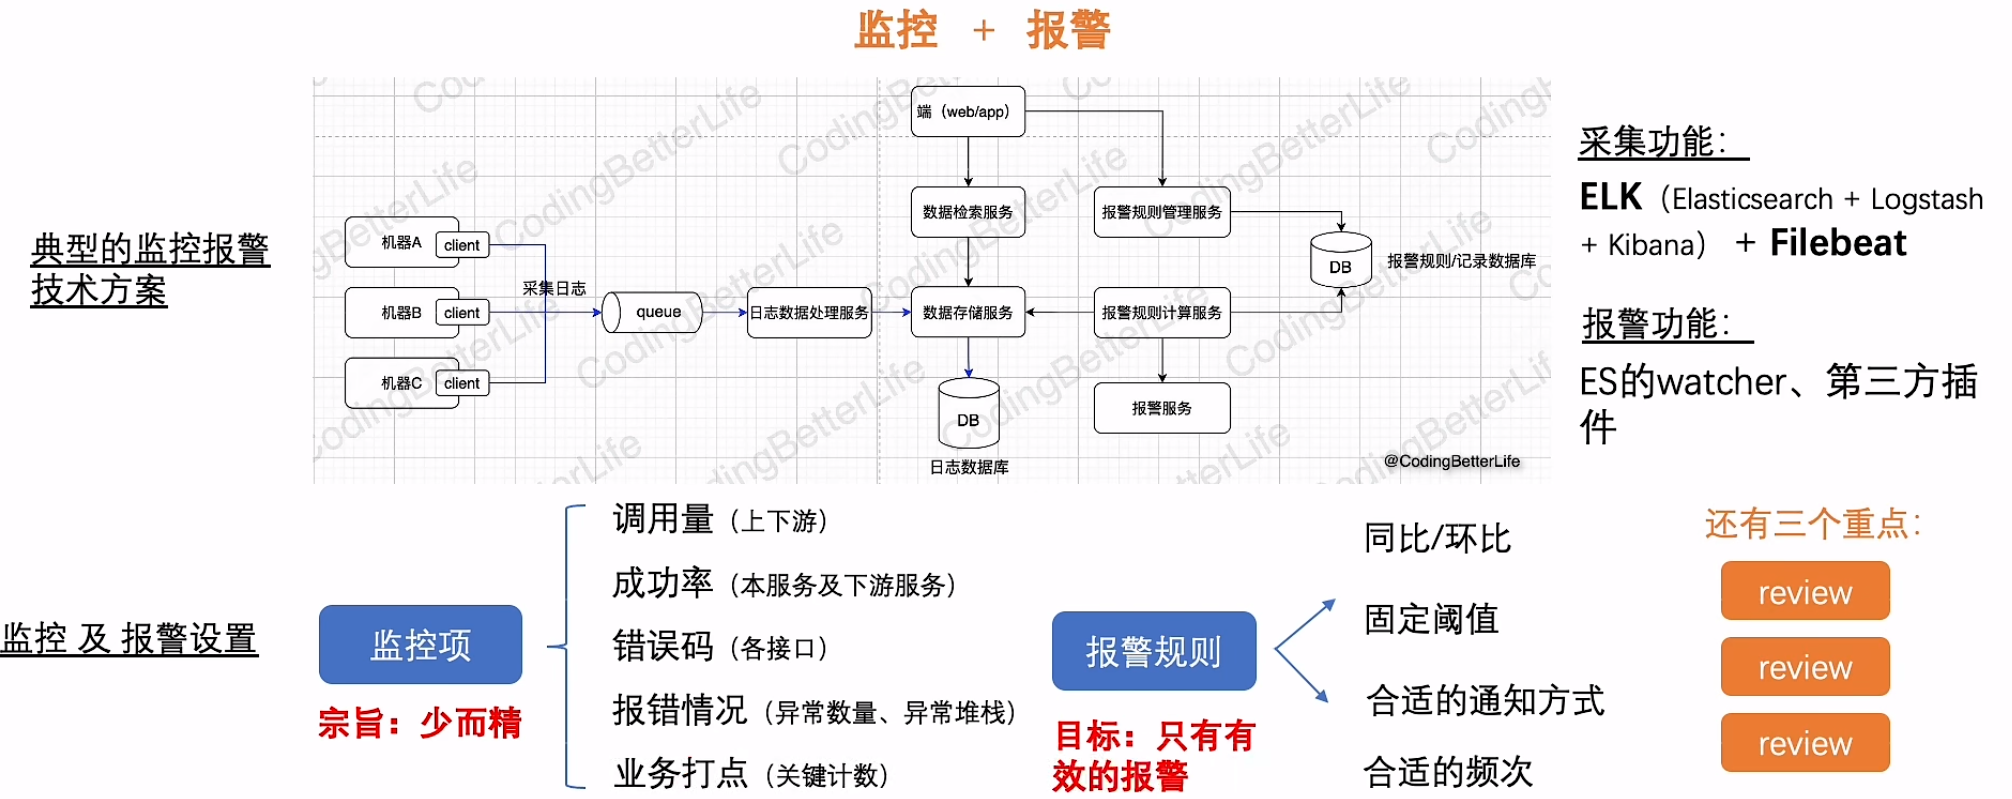 监控 + 报警
典型的监控报警
技术方案
机器A
client
机器B
client
机器C
client
采集日志
queue
日志数据处理服务
端（web/app）
数据检索服务
数据存储服务
DB
日志数据库
报警规则管理服务
报警规则计算服务
报警服务
DB
报警规则/记录数据库
@CodingBetterLife
采集功能：
ELK（Elasticsearch + Logstash
+ Kibana） + Filebeat
报警功能：
ES的watcher、第三方插
件
监控 及 报警设置
监控项
宗旨：少而精
调用量（上下游）
成功率（本服务及下游服务）
错误码（各接口）
报错情况（异常数量、异常堆栈）
业务打点（关键计数）
报警规则
目标：只有有
效的报警
同比/环比
固定阈值
合适的通知方式
合适的频次
还有三个重点：
review
review
review